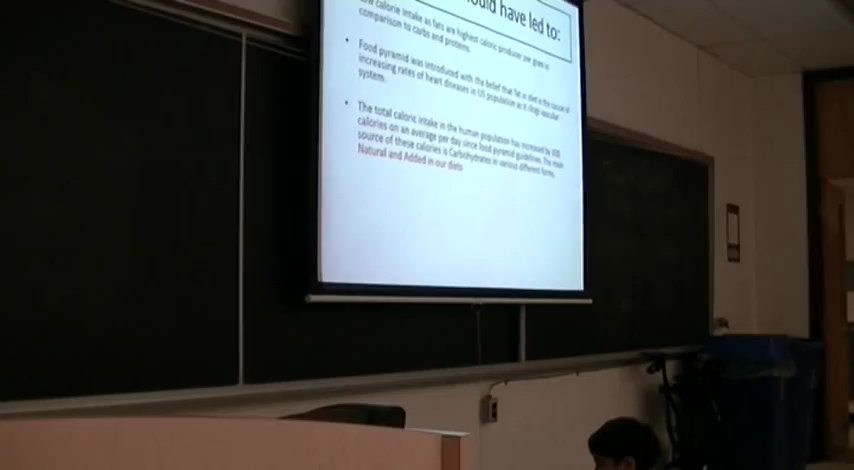 ould have led to:
calorie intake as fats are highest caloric producer per gram in
comparison to carbs and proteins.
• Food pyramid was introduced with the belief that fat in diet is the cause of
increasing rates of heart diseases in US population as it clogs vascular
system.
• The total caloric intake in the human population has increased by
calories on an average per day since food pyramid guidelines. The main
source of these calories is Carbohydrates in various different forms.
Natural and Added in our diets